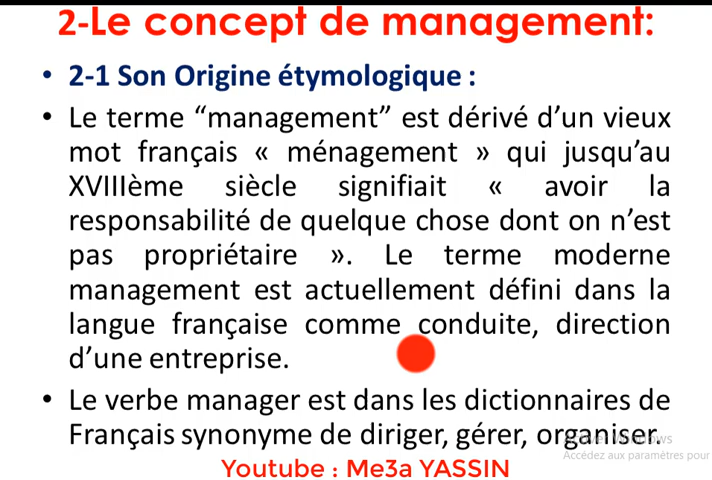 2-Le concept de management:
• 2-1 Son Origine étymologique :
• Le terme “management” est dérivé d’un vieux
mot français « ménagement » qui jusqu’au
XVIIIème siècle signifiait « avoir la
responsabilité de quelque chose dont on n’est
pas propriétaire ». Le terme moderne
management est actuellement défini dans la
langue française comme conduite, direction
d’une entreprise.
• Le verbe manager est dans les dictionnaires de
Français synonyme de diriger, gérer, organiser.
Accédez aux paramètres pour
Youtube : Me3a YASSIN